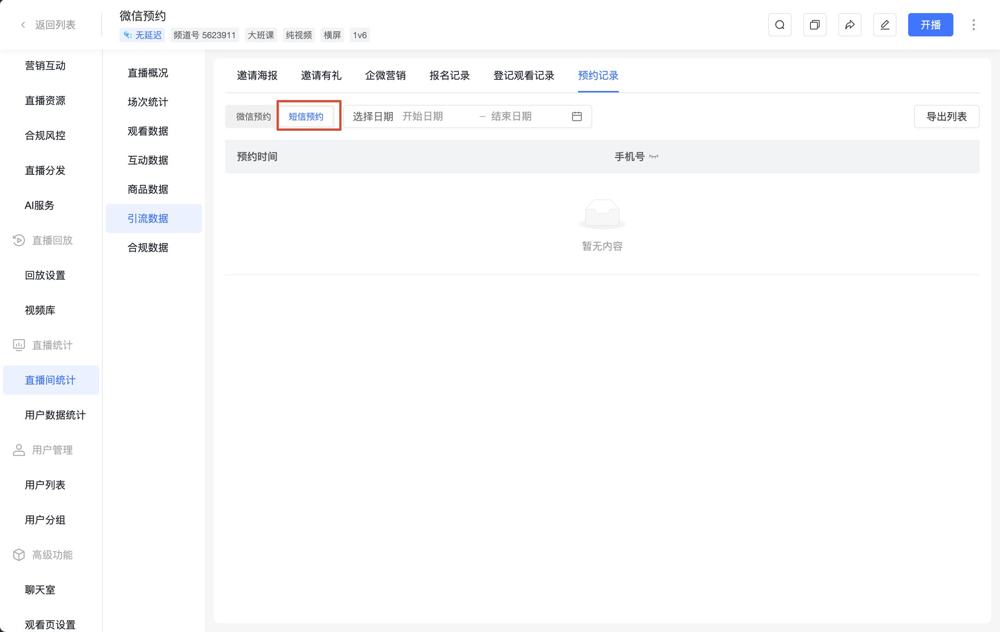 返回列表
微信预约
无延迟 频道号 5623911 大班课 纯视频 横屏 1v6
开播
营销互动
直播资源
合规风控
直播分发
AI服务
直播回放
回放设置
视频库
直播统计
直播间统计
用户数据统计
用户管理
用户列表
用户分组
高级功能
聊天室
观看页设置
直播概况
场次统计
观看数据
互动数据
商品数据
引流数据
合规数据
邀请海报 邀请有礼 企微营销 报名记录 登记观看记录 预约记录
微信预约 短信预约 选择日期 开始日期 – 结束日期 导出列表
预约时间 手机号
暂无内容